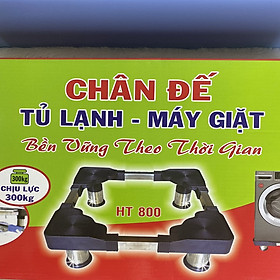 CHÂN ĐẾ
TỦ LẠNH - MÁY GIẶT
Bền Vững Theo Thời Gian
300kg
CHỊU LỰC
300kg
HT 800